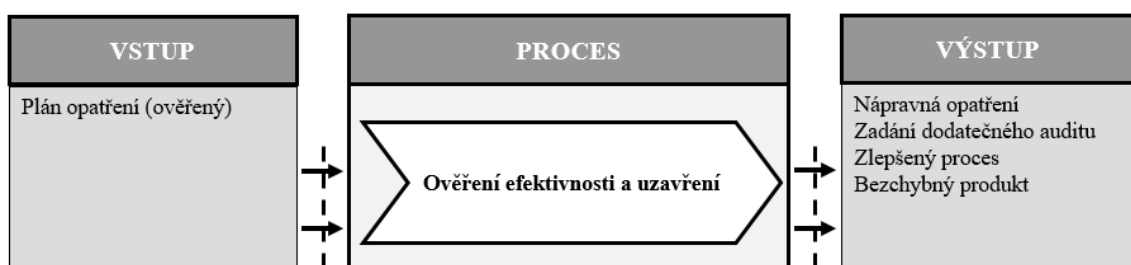 VSTUP
Plán opatření (ověřený)
PROCES
Ověření efektivnosti a uzavření
VÝSTUP
Nápravná opatření
Zadání dodatečného auditu
Zlepšený proces
Bezchybný produkt